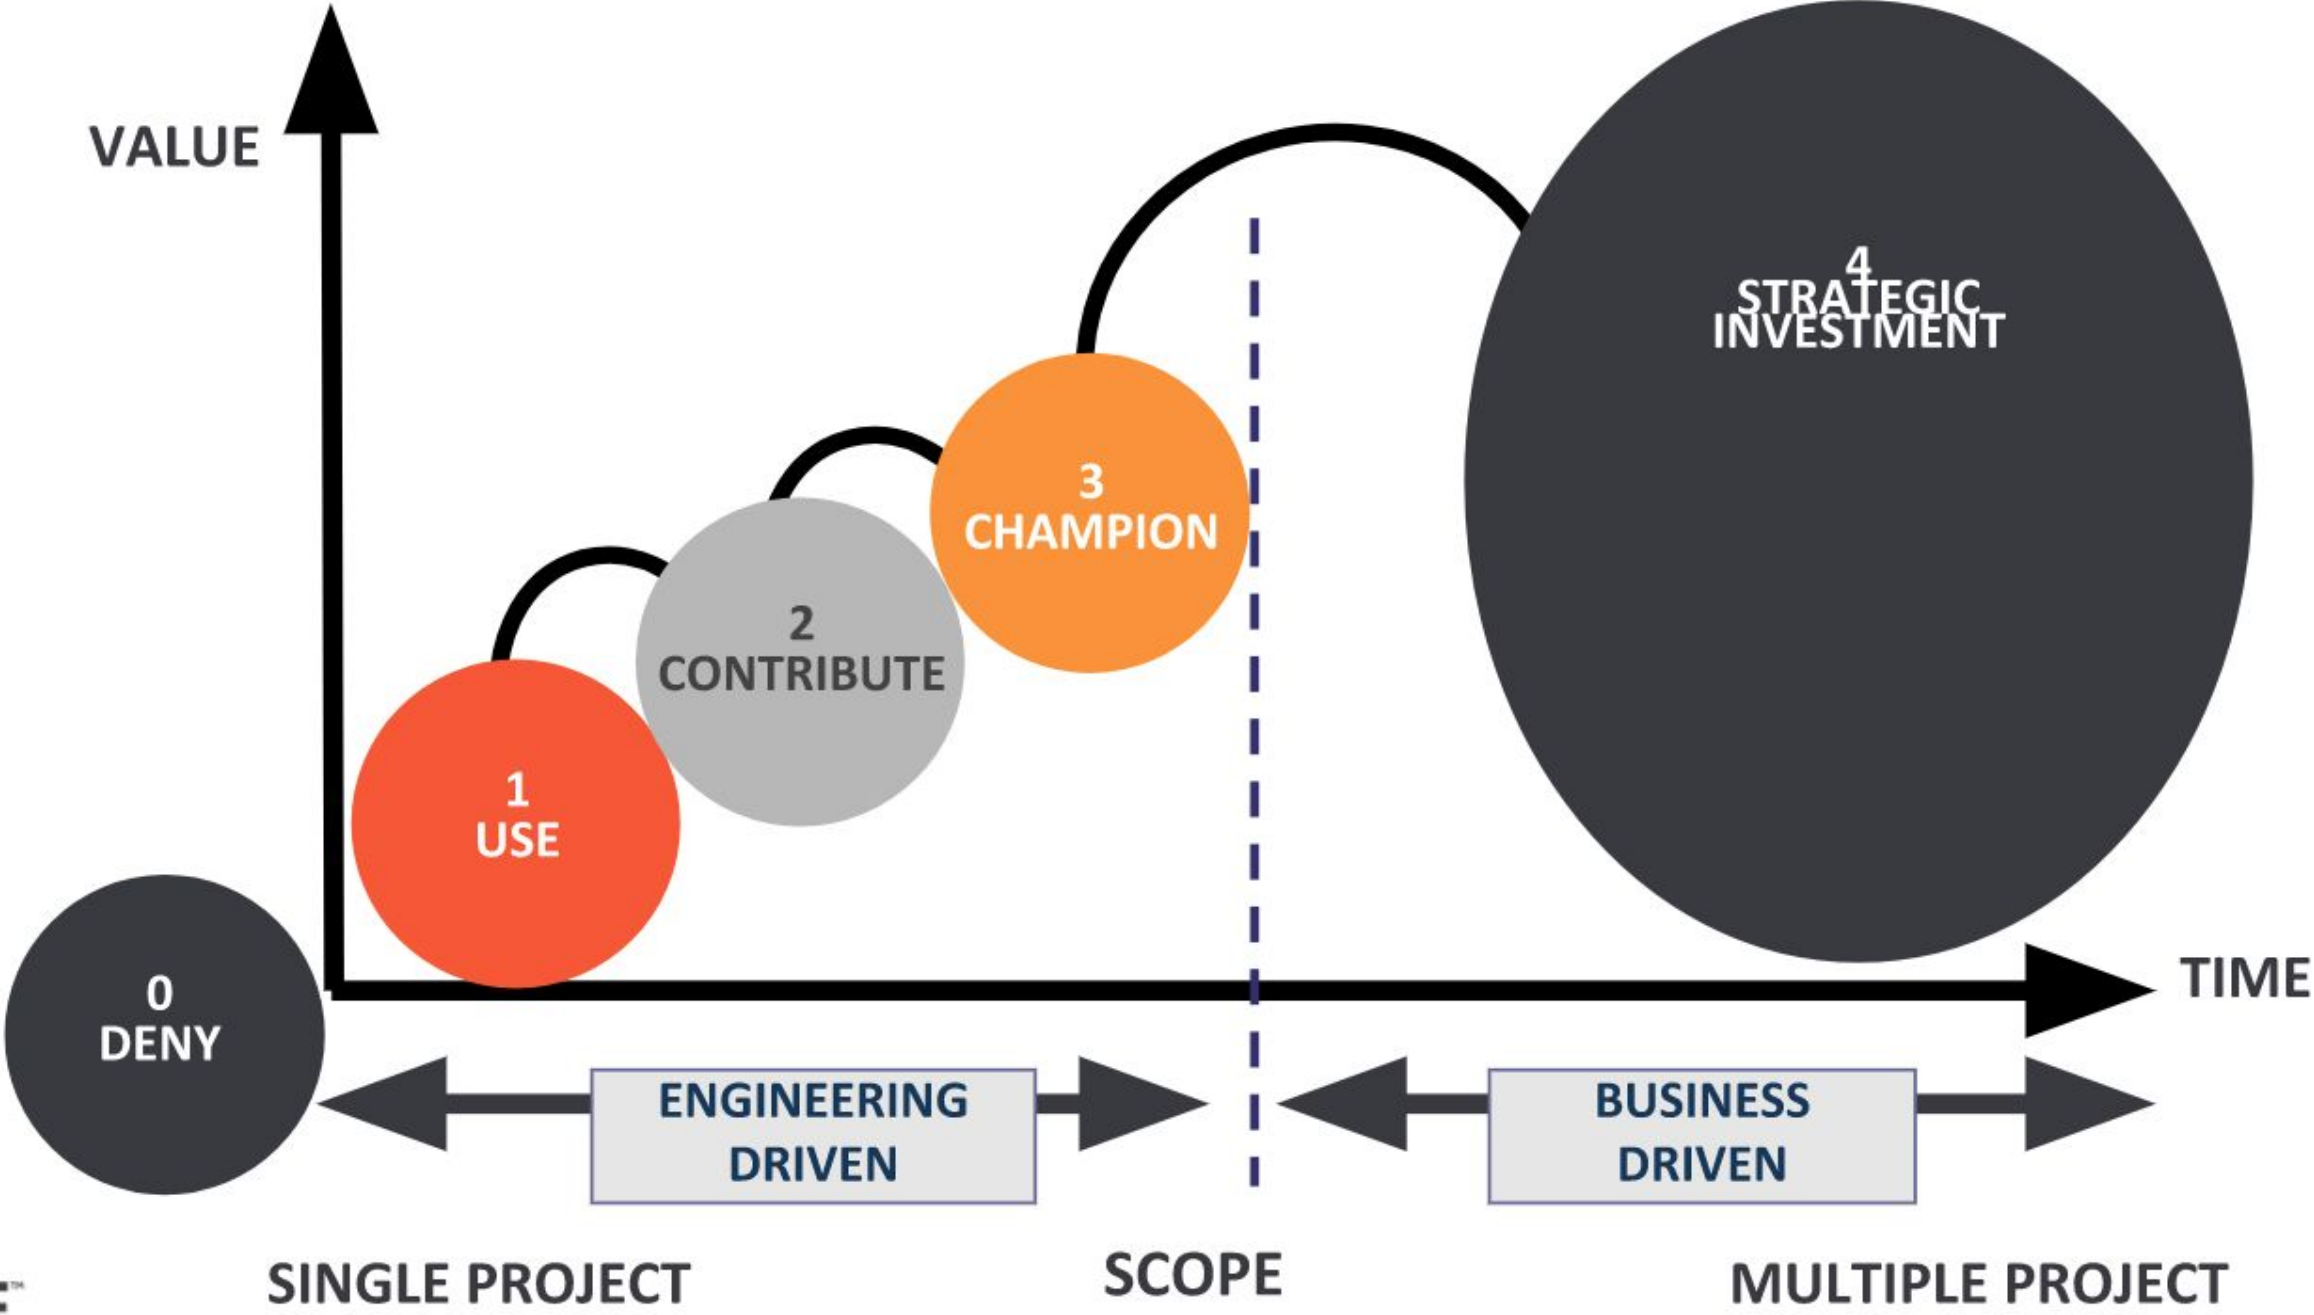 VALUE
4
STRATEGIC
INVESTMENT
3
CHAMPION
2
CONTRIBUTE
1
USE
0
DENY
TIME
ENGINEERING
DRIVEN
BUSINESS
DRIVEN
SINGLE PROJECT
SCOPE
MULTIPLE PROJECT